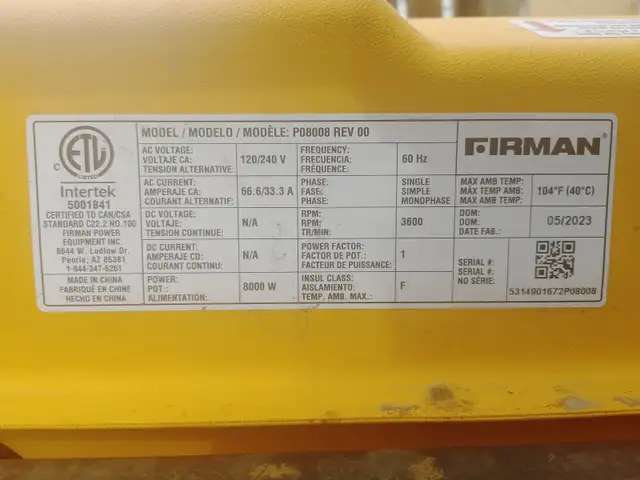 ETL
LISTED
C
Intertek
5001841
CERTIFIED TO CAN/CSA
STANDARD C22.2 NO.100
FIRMAN POWER
EQUIPMENT INC.
8644 W. Ludlow Dr.
Peoria, AZ 85381
1-844-347-6261
MADE IN CHINA
FABRIQUÉ EN CHINE
HECHO EN CHINA
MODEL / MODELO / MODÈLE: P08008 REV 00
AC VOLTAGE:
VOLTAJE CA:
TENSION ALTERNATIVE:
120/240 V
FREQUENCY:
FRECUENCIA:
FRÉQUENCE:
60 Hz
AC CURRENT:
AMPERAJE CA:
COURANT ALTERNATIF:
66.6/33.3 A
PHASE:
FASE:
PHASE:
SINGLE
SIMPLE
MONOPHASE
DC VOLTAGE:
VOLTAJE CD:
TENSION CONTINUE:
N/A
RPM:
RPM:
TR/MIN:
3600
DC CURRENT:
AMPERAJE CD:
COURANT CONTINU:
N/A
POWER FACTOR:
FACTOR DE POT.:
FACTEUR DE PUISSANCE:
1
POWER:
POT.:
ALIMENTATION:
8000 W
INSUL CLASS:
AISLAMIENTO:
TEMP. AMB. MAX.:
F
FIRMAN
MAX AMB TEMP:
MÁX TEMP AMB:
MAX AMB TEMP:
104°F (40°C)
DOM:
DOM:
DATE FAB.:
05/2023
SERIAL #:
SERIAL #:
NO SÉRIE:
5314901672P08008